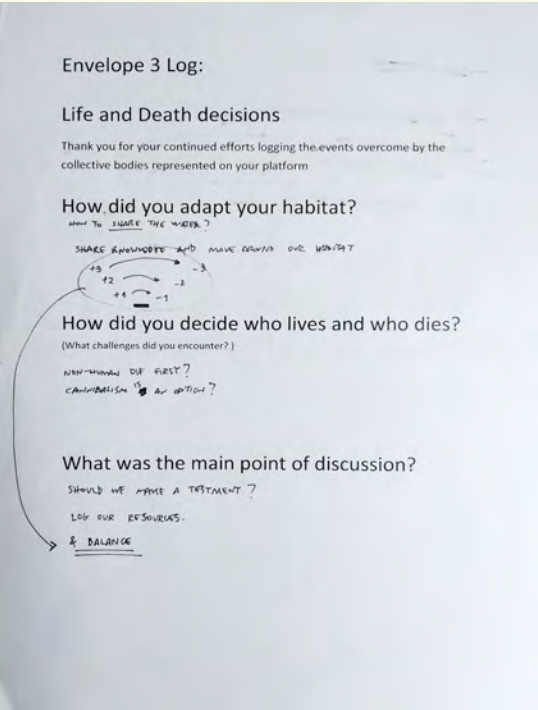 Envelope 3 Log:
Life and Death decisions
Thank you for your continued efforts logging the events overcome by the
collective bodies represented on your platform
How did you adapt your habitat?
HOW TO SHARE THE WATER?
SHARE KNOWLEDGE AND MOVE AROUND OUR HABITAT
+3 -3
+2 -2
+1 -1
How did you decide who lives and who dies?
(What challenges did you encounter?)
NON-HUMAN DIE FIRST?
CANNIBALISM IS AN OPTION?
What was the main point of discussion?
SHOULD WE MAKE A TESTMENT?
LOG OUR RESOURCES.
& BALANCE